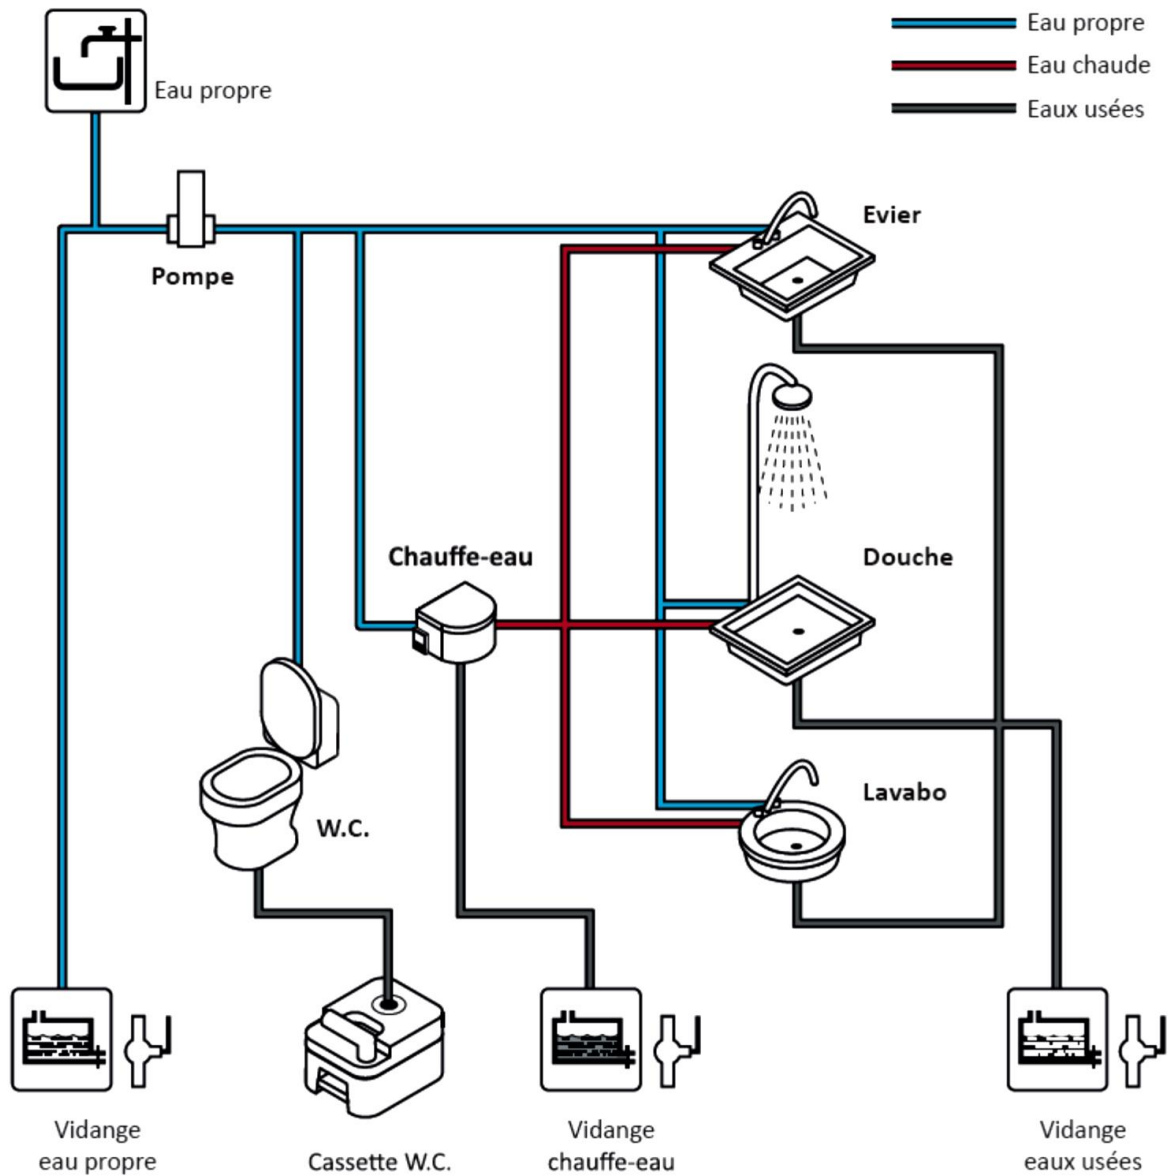 Eau propre
Eau propre
Eau chaude
Eaux usées
Evier
Pompe
Chauffe-eau
Douche
Lavabo
W.C.
Vidange
eau propre
Cassette W.C.
Vidange
chauffe-eau
Vidange
eaux usées